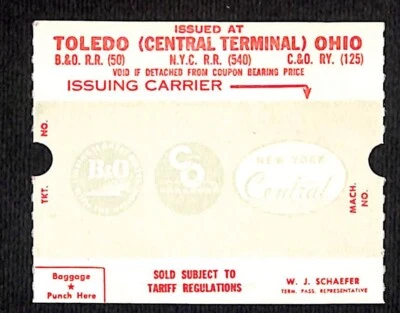 ISSUED AT
TOLEDO (CENTRAL TERMINAL) OHIO
B.&O. R.R. (50) N.Y.C. R.R. (540) C.&O. RY. (125)
VOID IF DETACHED FROM COUPON BEARING PRICE
ISSUING CARRIER
TKT. NO.
B&O
C&O
NEW YORK
Central
MACH. NO.
Baggage
★
Punch Here
SOLD SUBJECT TO
TARIFF REGULATIONS
W. J. SCHAEFER
TERM. PASS. REPRESENTATIVE